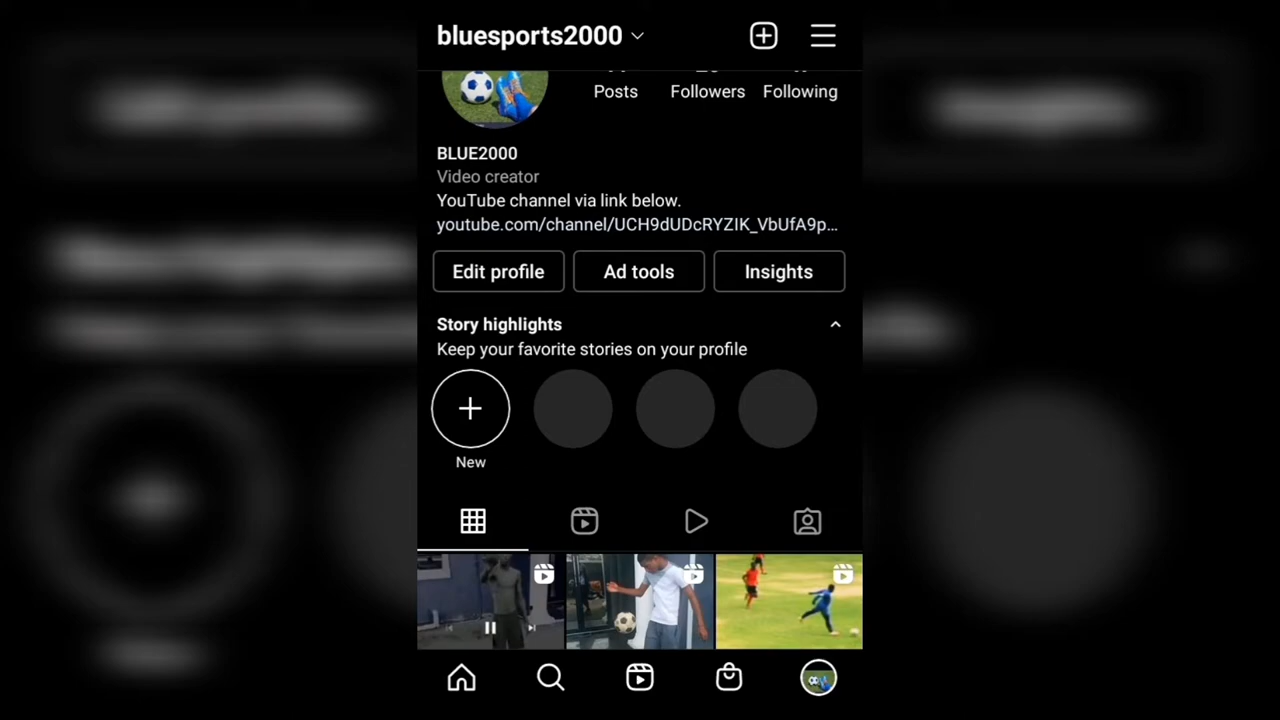 bluesports2000
Posts Followers Following
BLUE2000
Video creator
YouTube channel via link below.
youtube.com/channel/UCH9dUDcRYZIK_VbUfA9p...
Edit profile Ad tools Insights
Story highlights
Keep your favorite stories on your profile
New